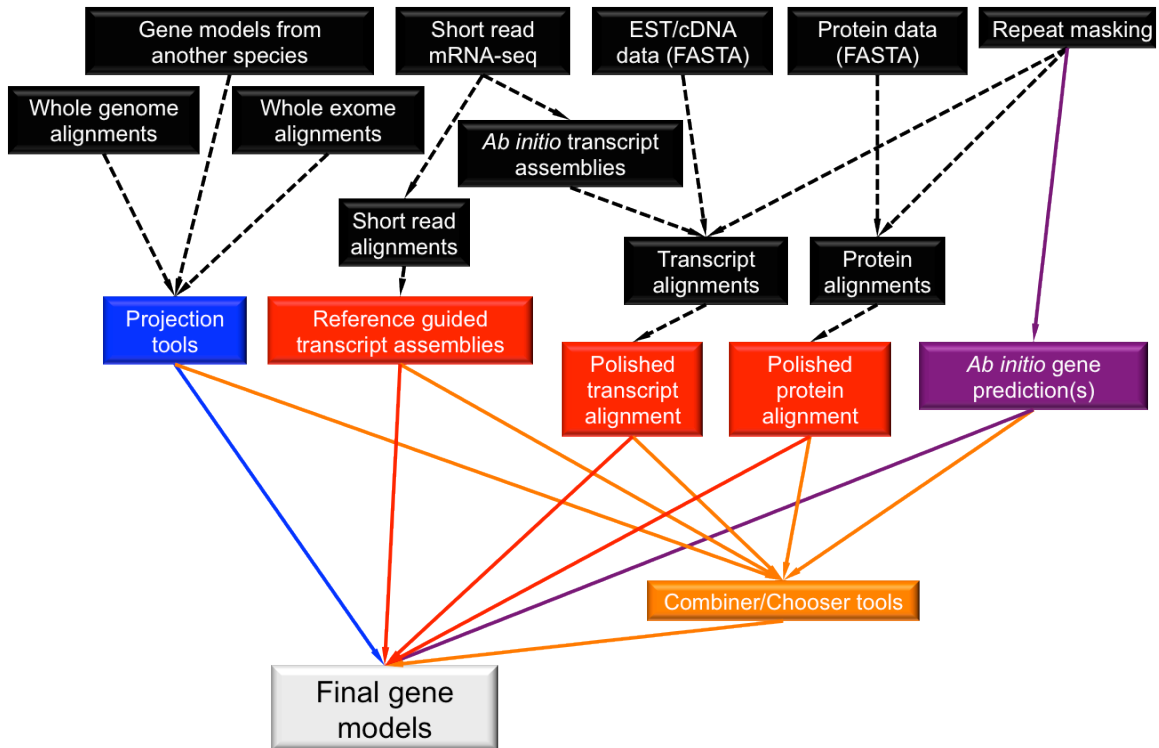 Gene models from
another species
Short read
mRNA-seq
EST/cDNA
data (FASTA)
Protein data
(FASTA)
Repeat masking
Whole genome
alignments
Whole exome
alignments
Ab initio transcript
assemblies
Short read
alignments
Transcript
alignments
Protein
alignments
Projection
tools
Reference guided
transcript assemblies
Polished
transcript
alignment
Polished
protein
alignment
Ab initio gene
prediction(s)
Combiner/Chooser tools
Final gene
models